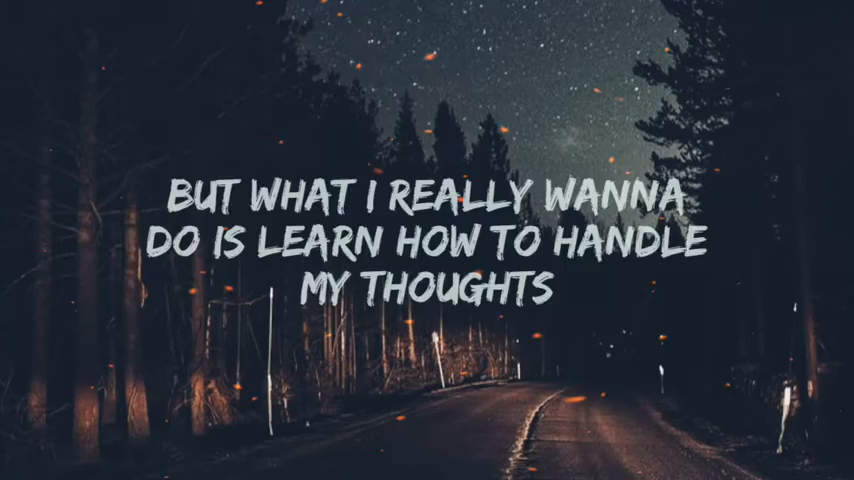 BUT WHAT I REALLY WANNA
DO IS LEARN HOW TO HANDLE
MY THOUGHTS